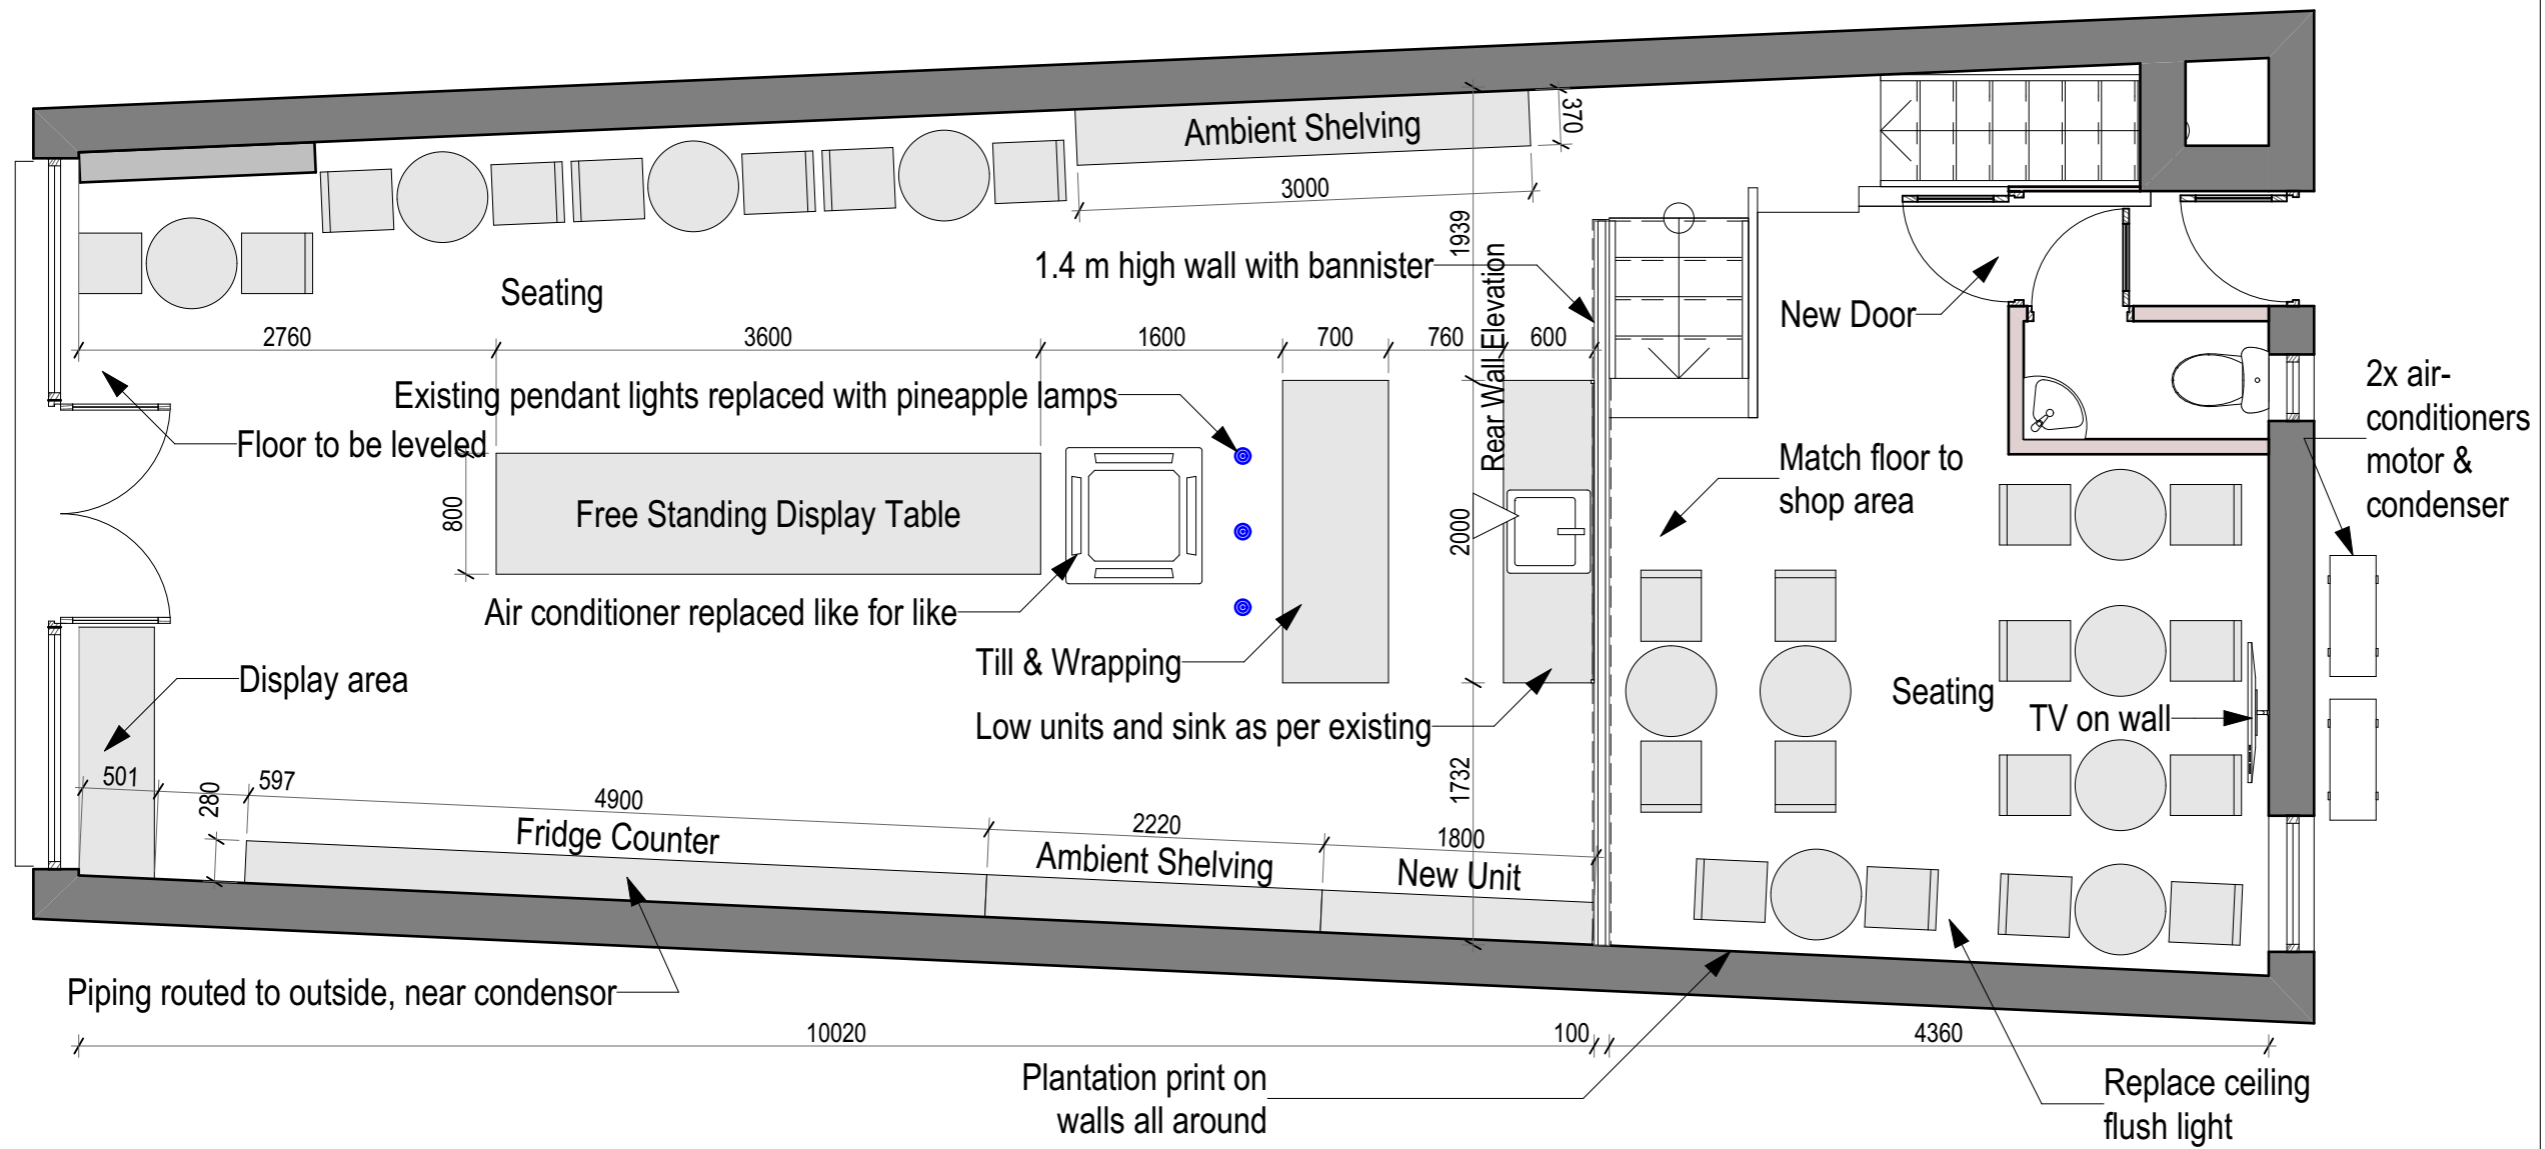 Ambient Shelving
370
3000
1939
1.4 m high wall with bannister
Rear Wall Elevation
Seating
New Door
2760
3600
1600
700
760
600
2x air-
conditioners
motor &
condenser
Existing pendant lights replaced with pineapple lamps
Floor to be leveled
Match floor to
shop area
800
Free Standing Display Table
2000
Air conditioner replaced like for like
Till & Wrapping
Display area
Seating
TV on wall
Low units and sink as per existing
501
280
597
4900
2220
1800
1732
Fridge Counter
Ambient Shelving
New Unit
Piping routed to outside, near condensor
10020
100
4360
Plantation print on
walls all around
Replace ceiling
flush light